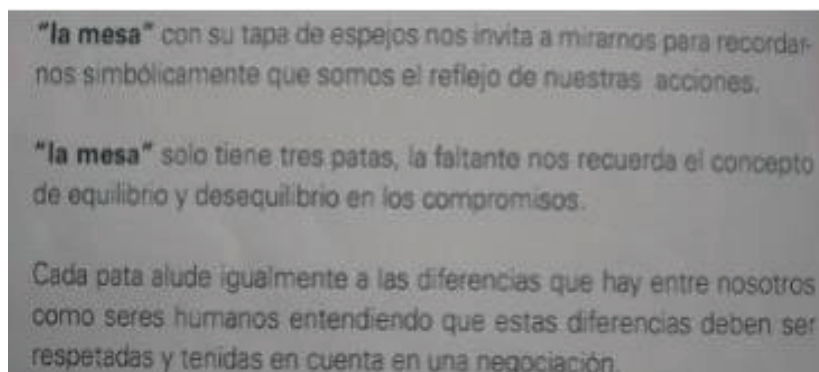 "la mesa" con su tapa de espejos nos invita a mirarnos para recordar-
nos simbólicamente que somos el reflejo de nuestras acciones.
"la mesa" solo tiene tres patas, la faltante nos recuerda el concepto
de equilibrio y desequilibrio en los compromisos.
Cada pata alude igualmente a las diferencias que hay entre nosotros
como seres humanos entendiendo que estas diferencias deben ser
respetadas y tenidas en cuenta en una negociación.